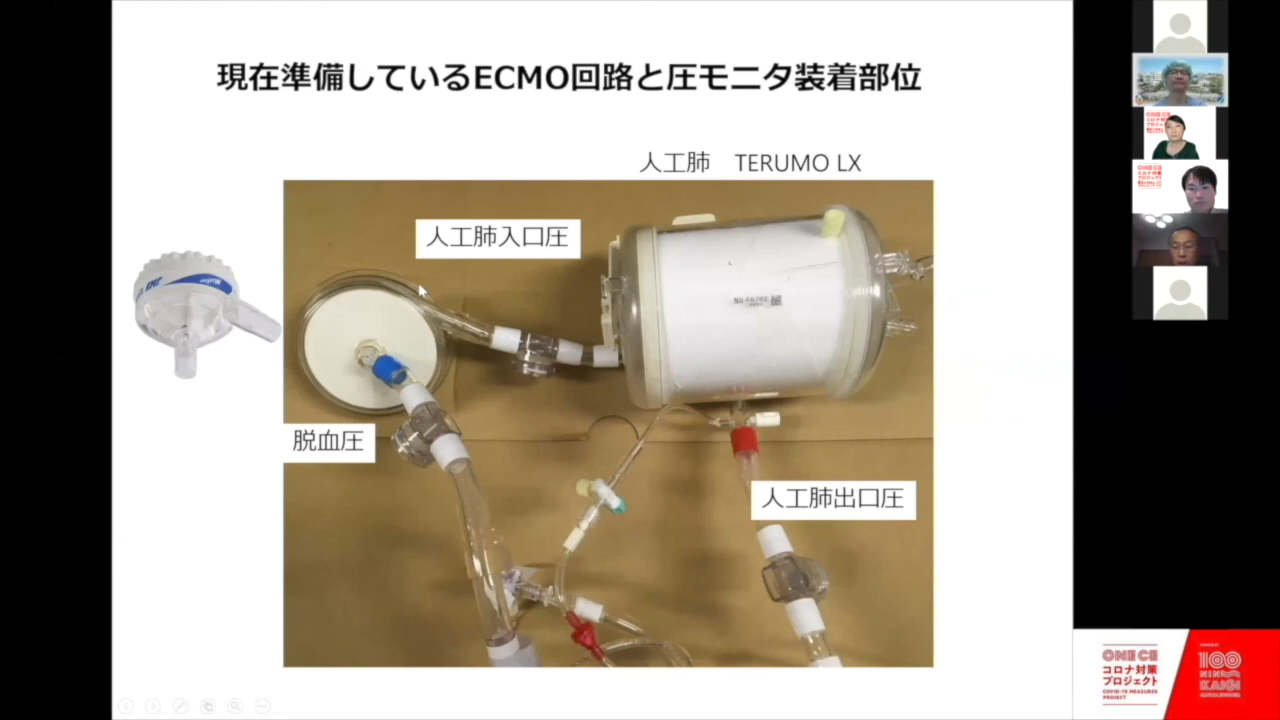 現在準備しているECMO回路と圧モニタ装着部位
人工肺 TERUMO LX
人工肺入口圧
脱血圧
人工肺出口圧
ONE CE
コロナ対策
プロジェクト
COVID-19 MEASURES
PROJECT
100
NINEN